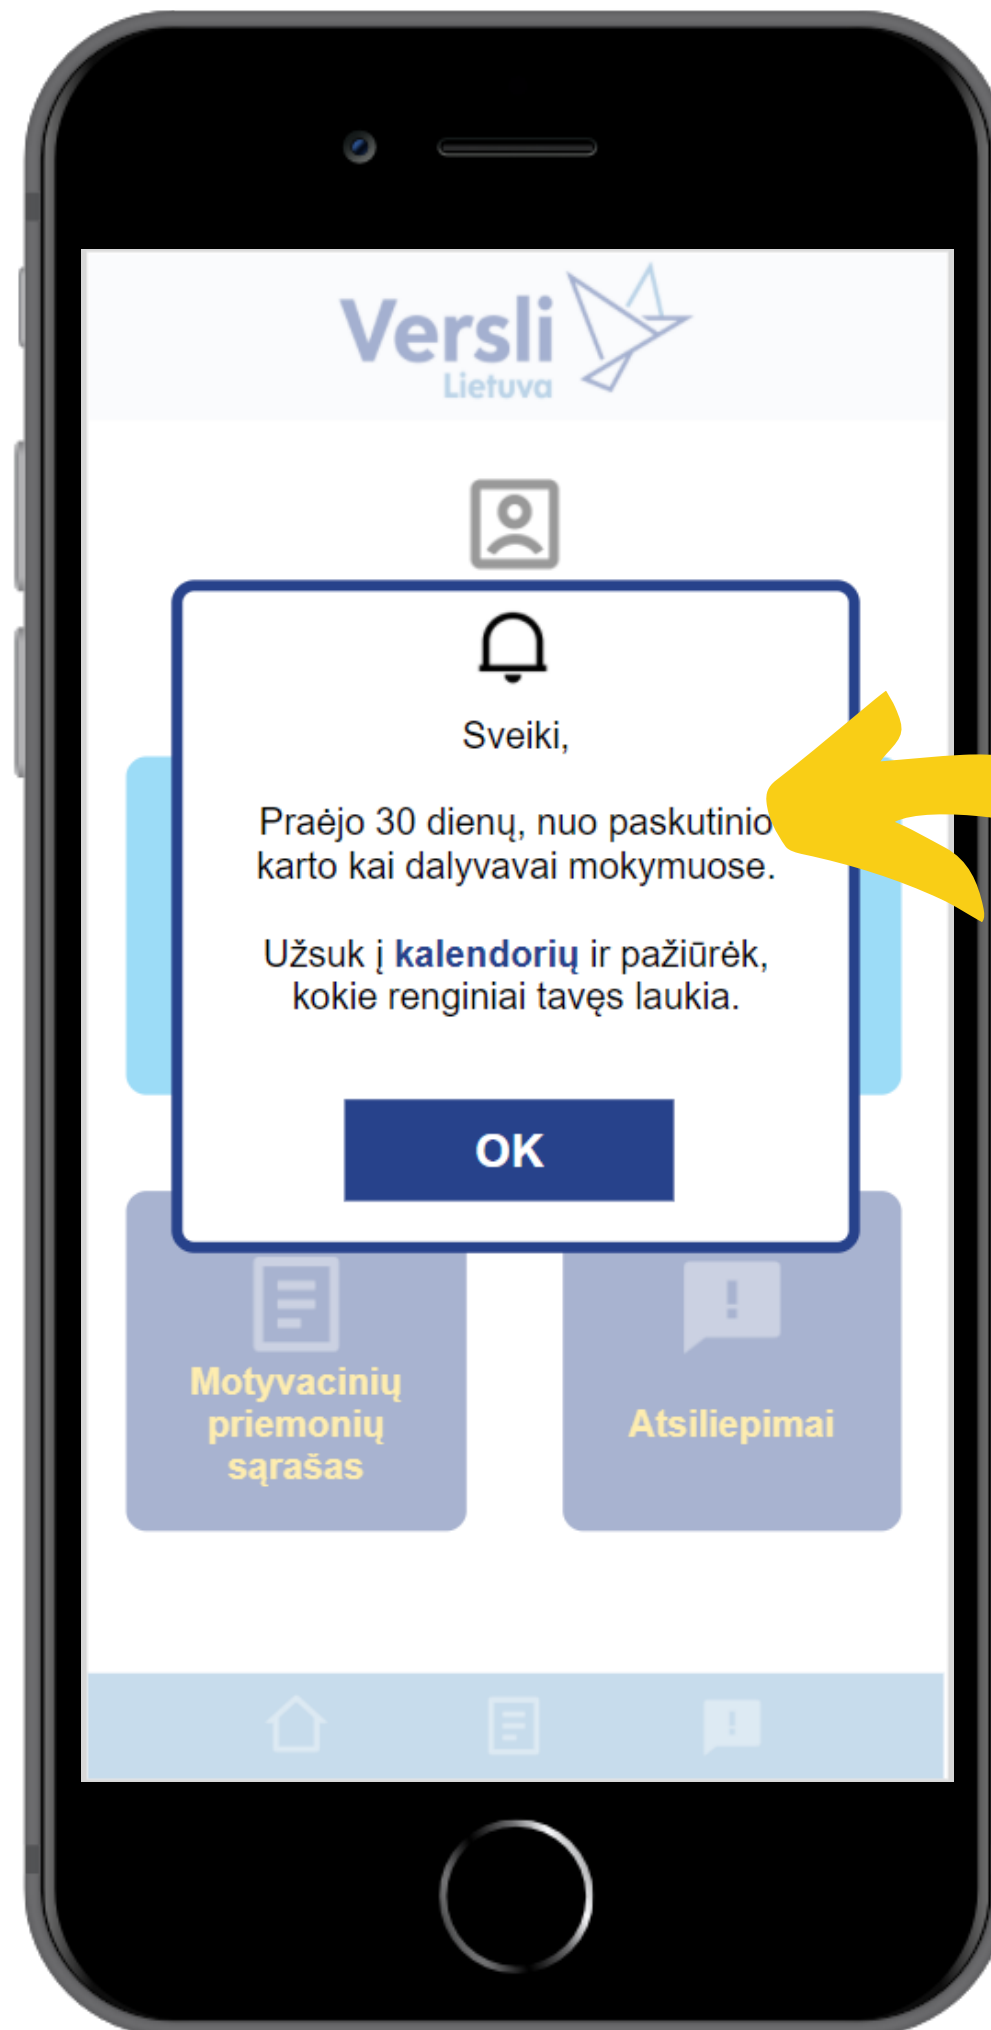 Versli
Lietuva
Sveiki,
Praėjo 30 dienų, nuo paskutinio
karto kai dalyvavai mokymuose.
Užsuk į kalendorių ir pažiūrėk,
kokie renginiai tavęs laukia.
OK
Motyvacinių
priemonių
sąrašas
Atsiliepimai